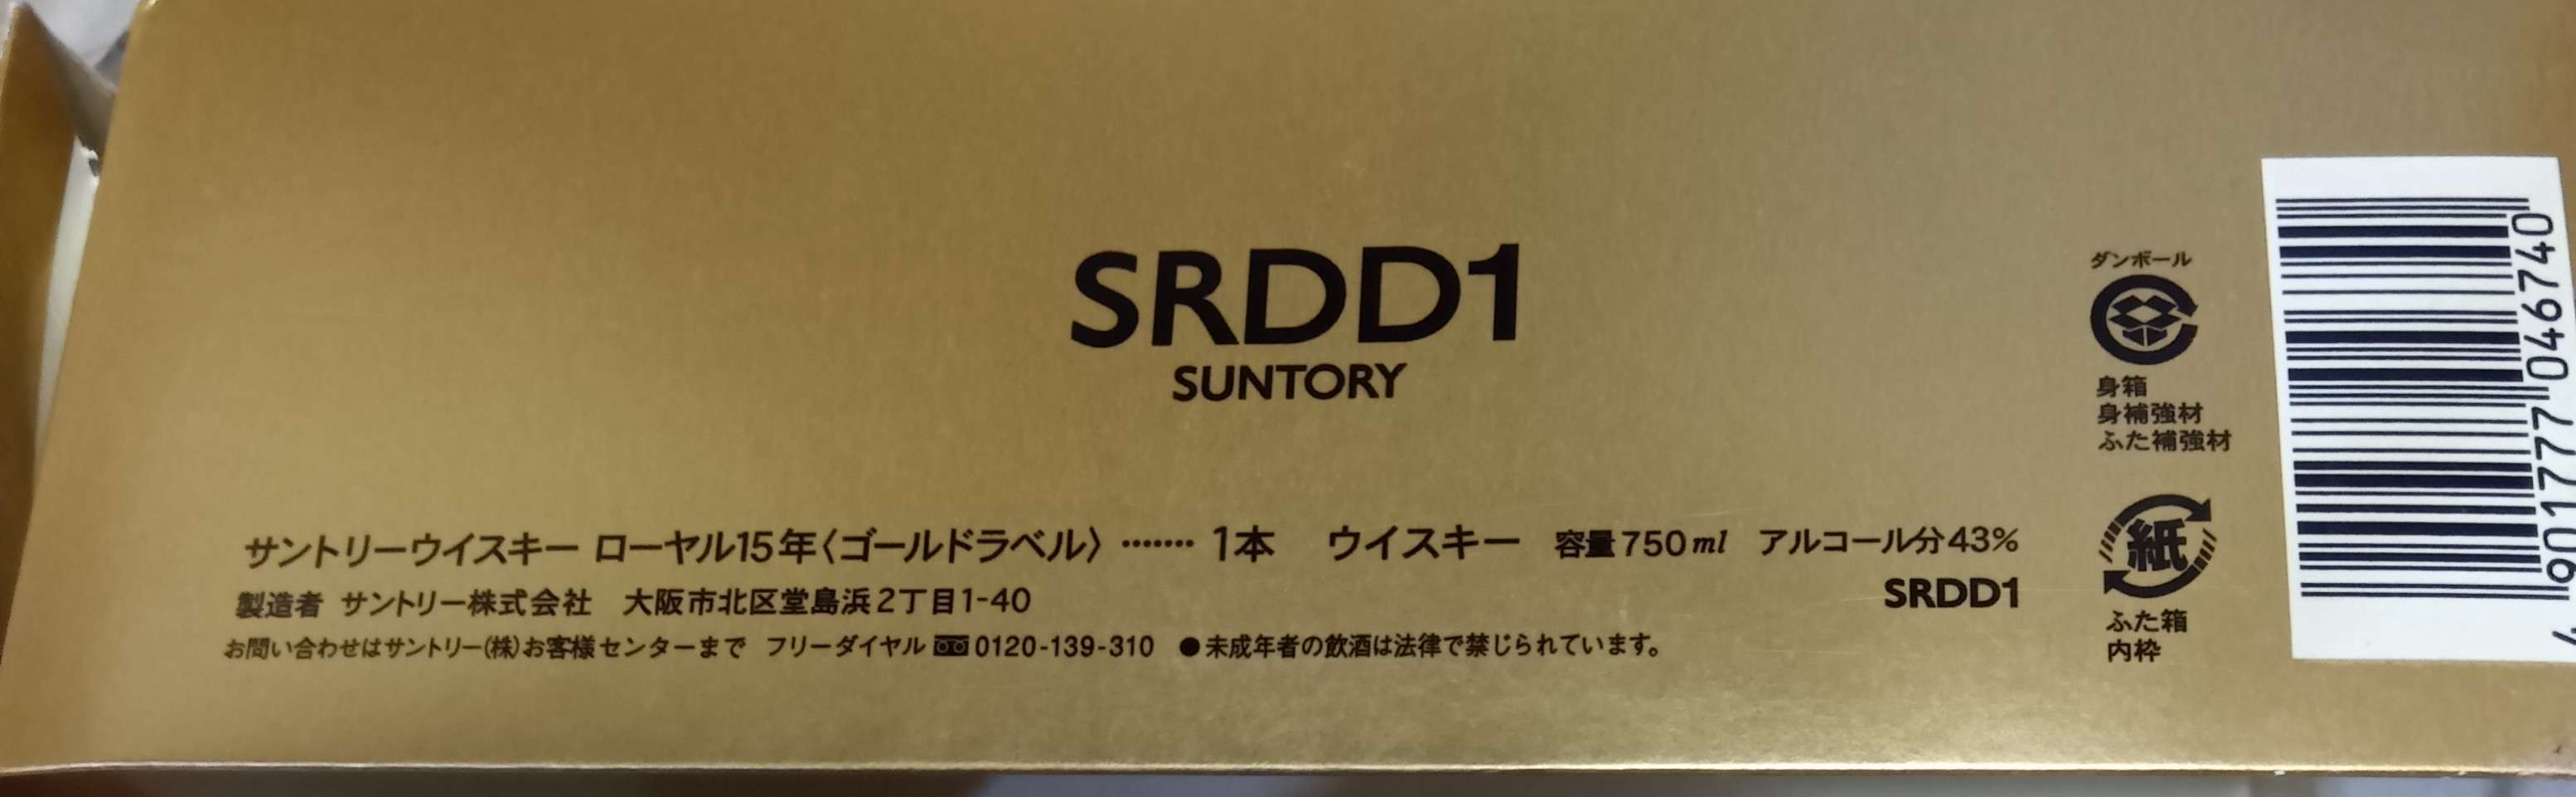 SRDD1
SUNTORY
サントリーウイスキー ローヤル15年〈ゴールドラベル〉 ……… 1本 ウイスキー 容量750ml アルコール分43%
SRDD1
製造者 サントリー株式会社 大阪市北区堂島浜2丁目1-40
お問い合わせはサントリー(株)お客様センターまで フリーダイヤル 0120-139-310 ●未成年者の飲酒は法律で禁じられています。
ダンボール
身箱
身補強材
ふた補強材
紙
ふた箱
内枠
4 901777 046740